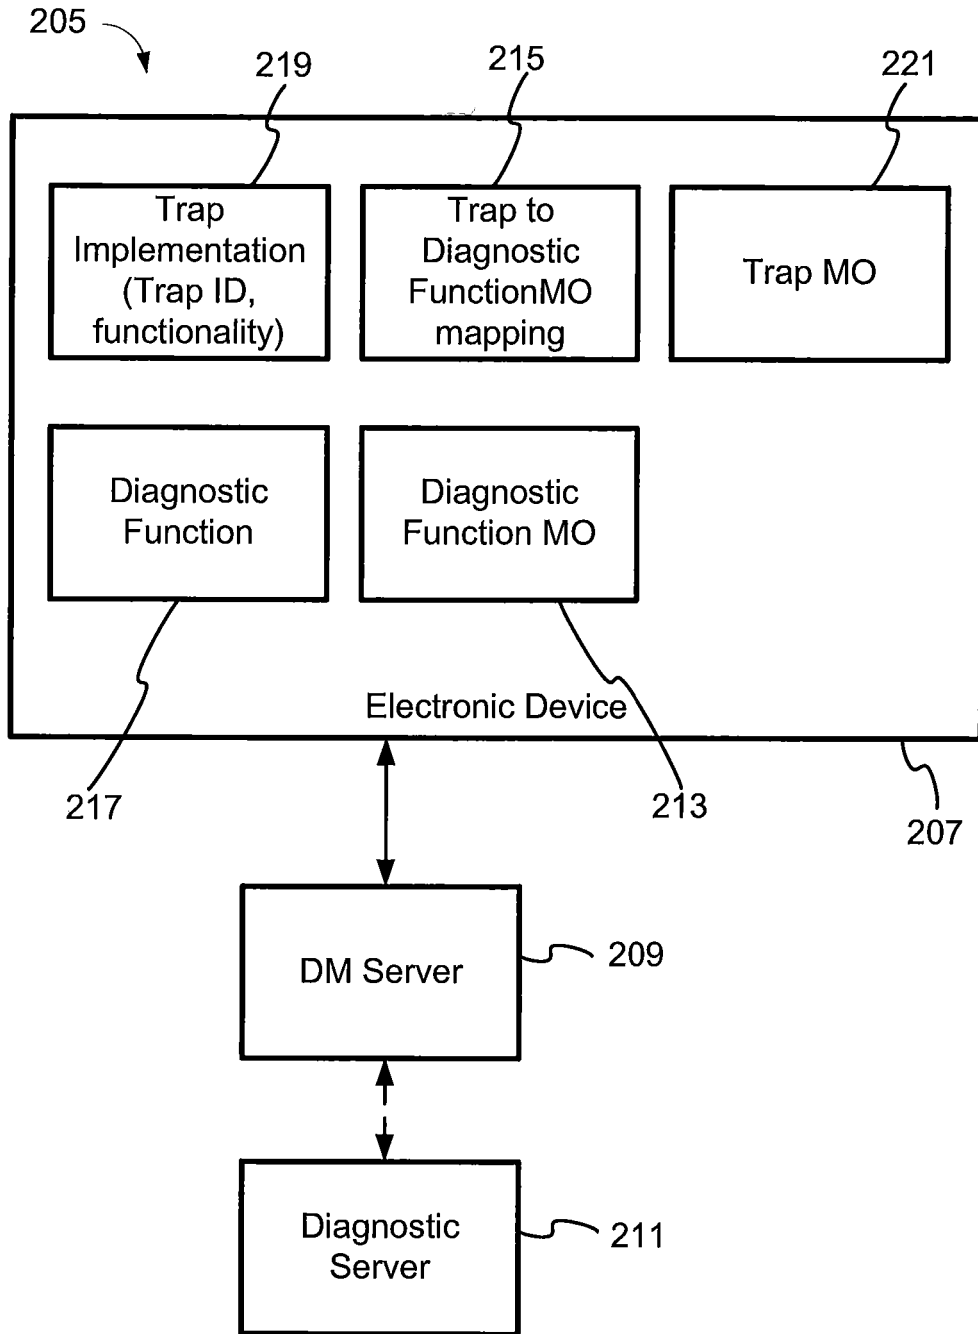 205
219
215
221
Trap
Implementation
(Trap ID,
functionality)
Trap to
Diagnostic
FunctionMO
mapping
Trap MO
Diagnostic
Function
Diagnostic
Function MO
Electronic Device
217
213
207
DM Server
209
Diagnostic
Server
211